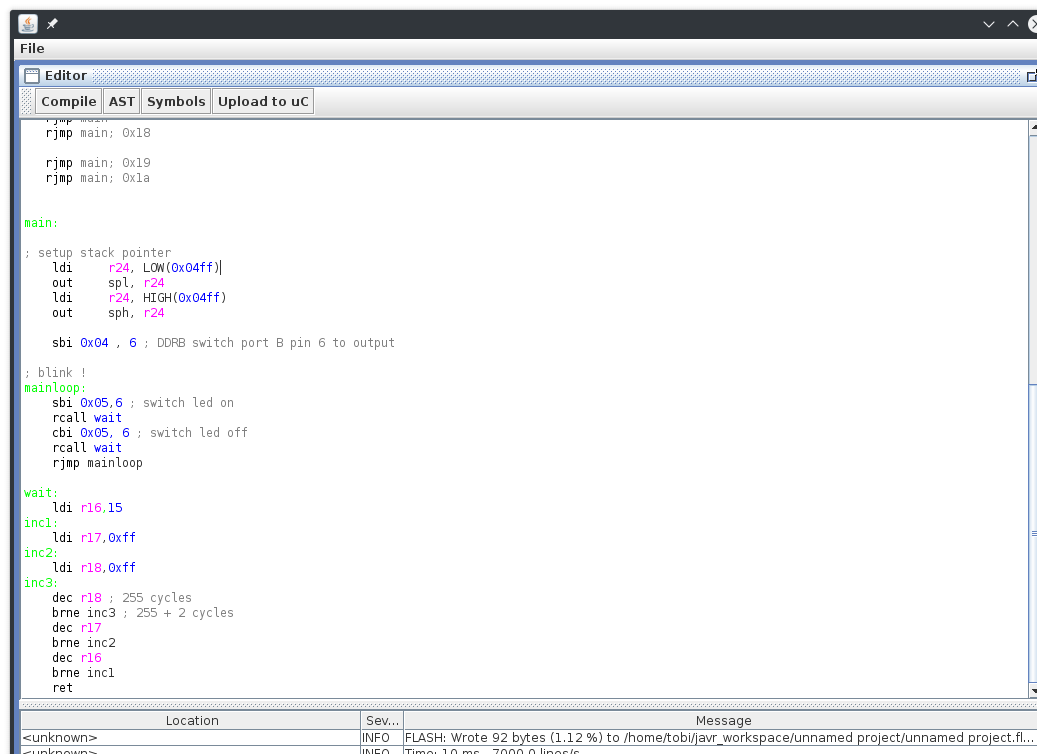 File
Editor
Compile AST Symbols Upload to uC
rjmp main
rjmp main; 0x18
rjmp main; 0x19
rjmp main; 0x1a
main:
; setup stack pointer
ldi r24, LOW(0x04ff)
out spl, r24
ldi r24, HIGH(0x04ff)
out sph, r24
sbi 0x04 , 6 ; DDRB switch port B pin 6 to output
; blink !
mainloop:
sbi 0x05,6 ; switch led on
rcall wait
cbi 0x05, 6 ; switch led off
rcall wait
rjmp mainloop
wait:
ldi r16,15
inc1:
ldi r17,0xff
inc2:
ldi r18,0xff
inc3:
dec r18 ; 255 cycles
brne inc3 ; 255 + 2 cycles
dec r17
brne inc2
dec r16
brne inc1
ret
Location Sev... Message
<unknown> INFO FLASH: Wrote 92 bytes (1.12 %) to /home/tobi/javr_workspace/unnamed project/unnamed project.fl...
<unknown> INFO Time: 10 ms , 7000.0 lines/s